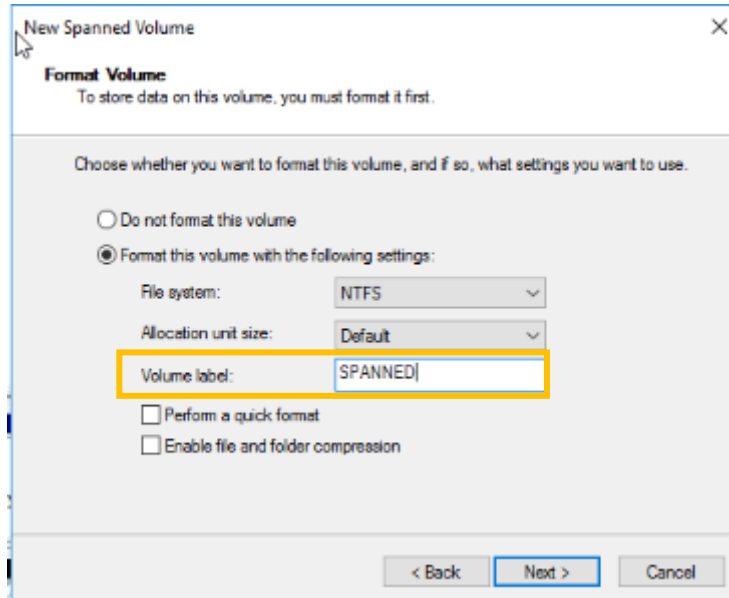 New Spanned Volume
Format Volume
To store data on this volume, you must format it first.
Choose whether you want to format this volume, and if so, what settings you want to use.
Do not format this volume
Format this volume with the following settings:
File system: NTFS
Allocation unit size: Default
Volume label: SPANNED
Perform a quick format
Enable file and folder compression
< Back Next > Cancel